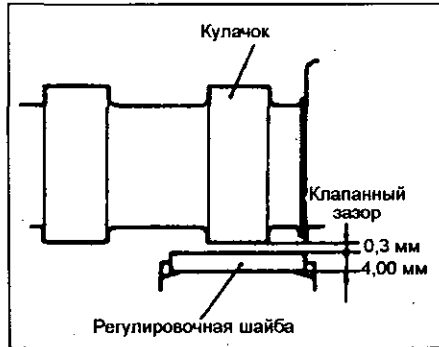 Кулачок
Клапанный
зазор
0,3 мм
4,00 мм
Регулировочная шайба